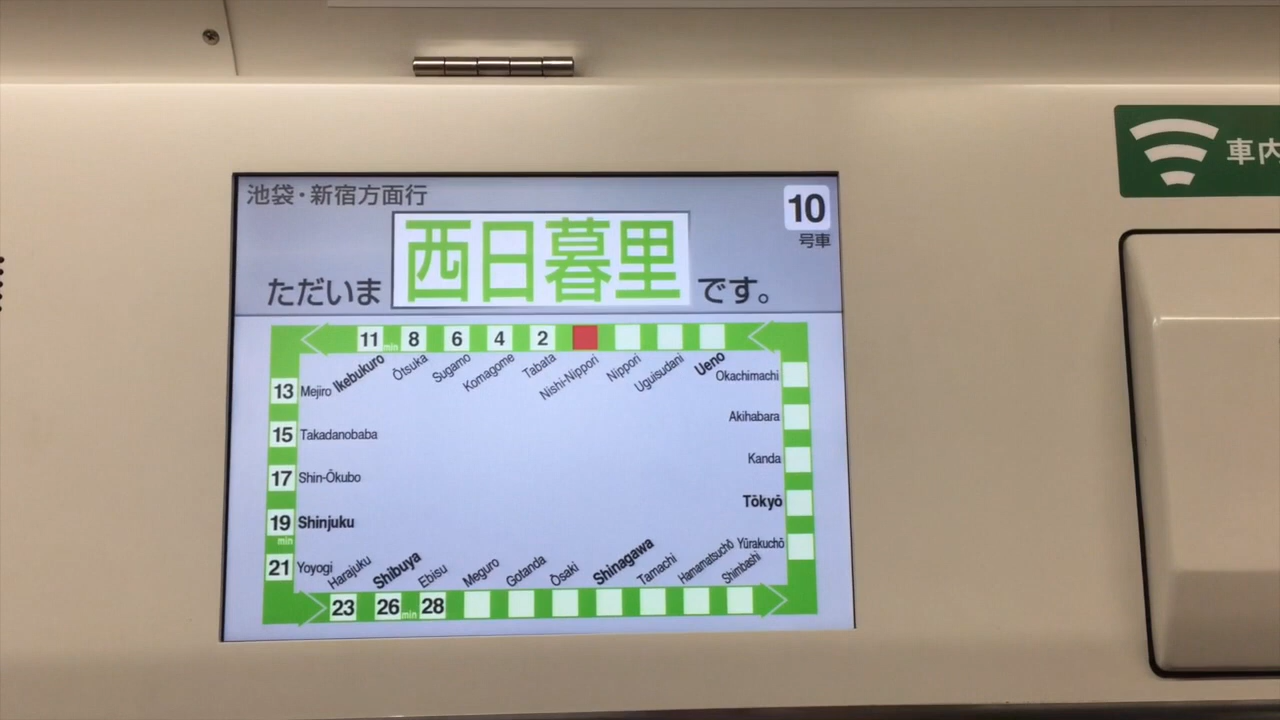 池袋・新宿方面行
10
号車
ただいま 西日暮里 です。
11 min 8 6 4 2
Ikebukuro Ōtsuka Sugamo Komagome Tabata Nishi-Nippori Nippori Uguisudani Ueno
Okachimachi
13 Mejiro
Akihabara
15 Takadanobaba
Kanda
17 Shin-Ōkubo
Tōkyō
19 Shinjuku
min
Yūrakuchō
21 Yoyogi
Harajuku Shibuya Ebisu Meguro Gotanda Ōsaki Shinagawa Tamachi Hamamatsuchō Shimbashi
23 26 min 28
車内